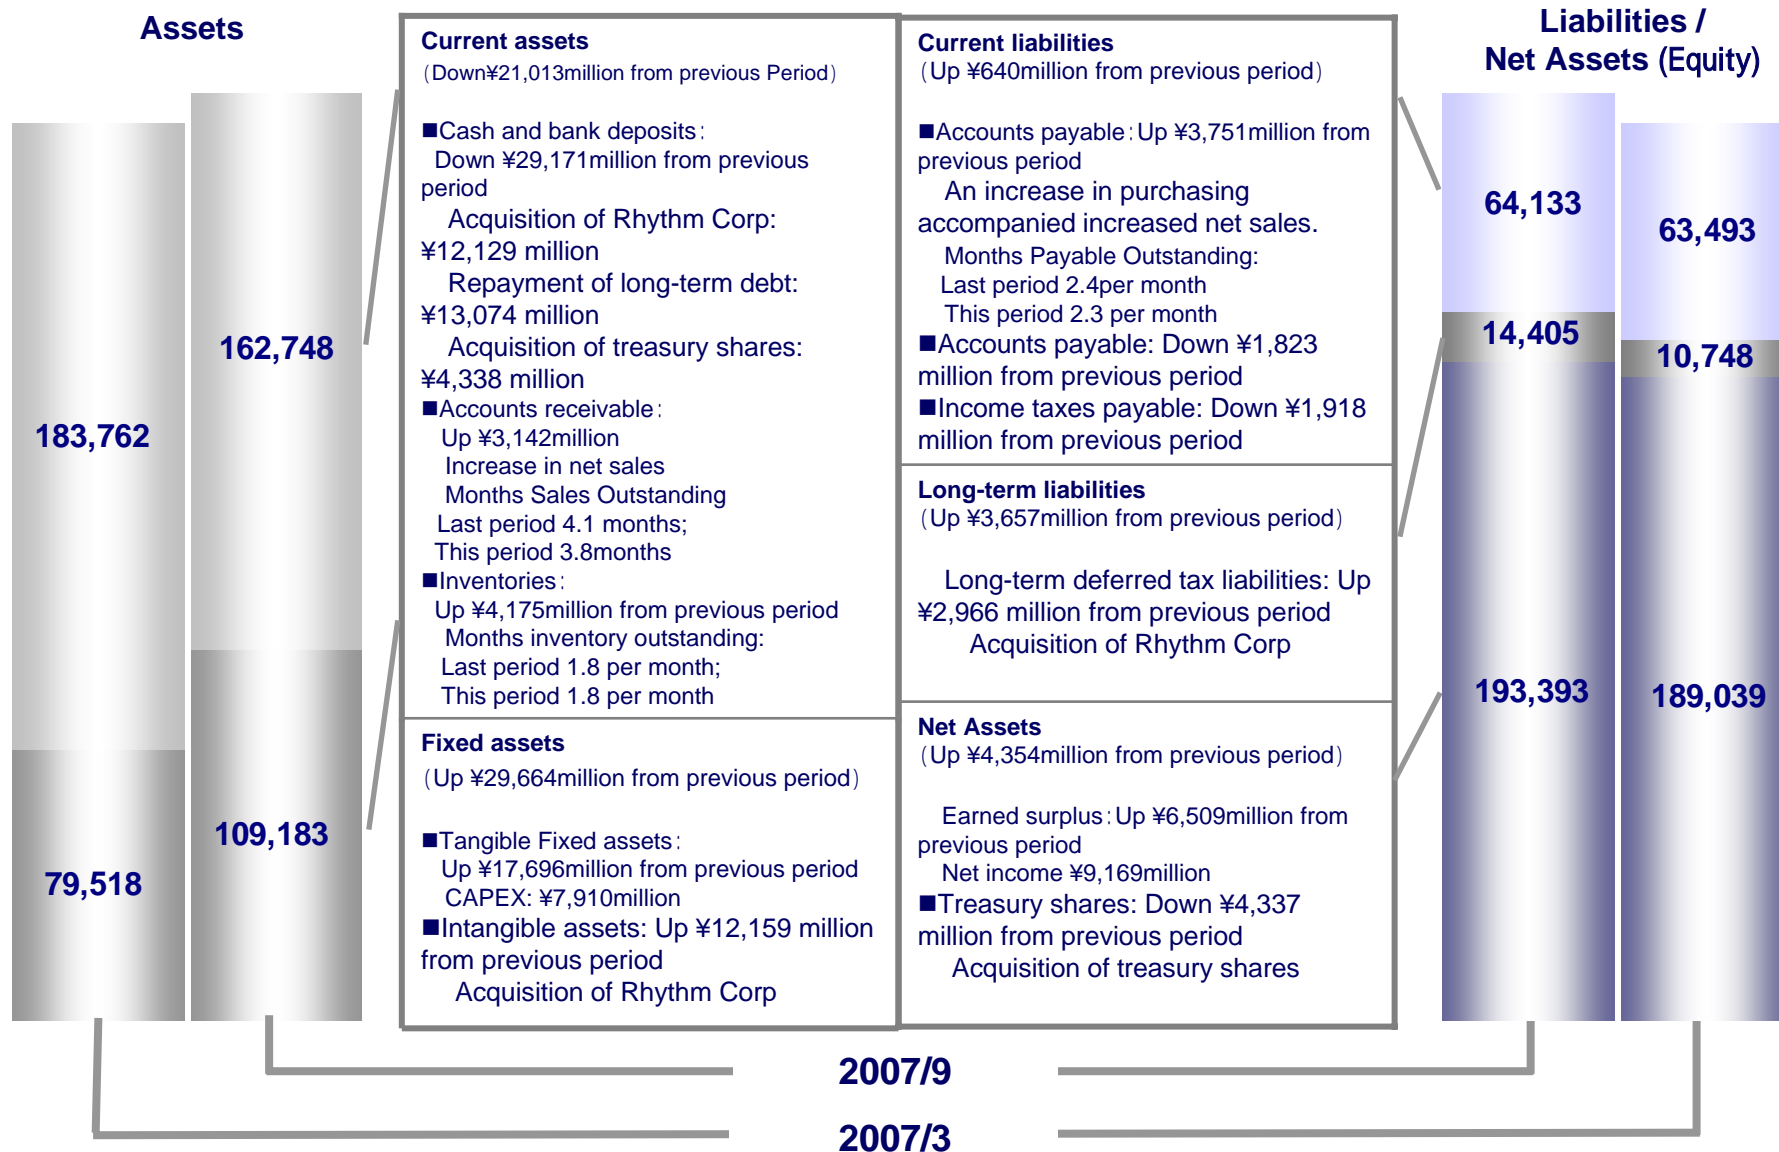 Assets
183,762
79,518
162,748
109,183
Current assets
(Down¥21,013million from previous Period)
■Cash and bank deposits:
Down ¥29,171million from previous
period
Acquisition of Rhythm Corp:
¥12,129 million
Repayment of long-term debt:
¥13,074 million
Acquisition of treasury shares:
¥4,338 million
■Accounts receivable:
Up ¥3,142million
Increase in net sales
Months Sales Outstanding
Last period 4.1 months;
This period 3.8months
■Inventories:
Up ¥4,175million from previous period
Months inventory outstanding:
Last period 1.8 per month;
This period 1.8 per month
Fixed assets
(Up ¥29,664million from previous period)
■Tangible Fixed assets:
Up ¥17,696million from previous period
CAPEX: ¥7,910million
■Intangible assets: Up ¥12,159 million
from previous period
Acquisition of Rhythm Corp
Current liabilities
(Up ¥640million from previous period)
■Accounts payable:Up ¥3,751million from
previous period
An increase in purchasing
accompanied increased net sales.
Months Payable Outstanding:
Last period 2.4per month
This period 2.3 per month
■Accounts payable: Down ¥1,823
million from previous period
■Income taxes payable: Down ¥1,918
million from previous period
Long-term liabilities
(Up ¥3,657million from previous period)
Long-term deferred tax liabilities: Up
¥2,966 million from previous period
Acquisition of Rhythm Corp
Net Assets
(Up ¥4,354million from previous period)
Earned surplus:Up ¥6,509million from
previous period
Net income ¥9,169million
■Treasury shares: Down ¥4,337
million from previous period
Acquisition of treasury shares
Liabilities /
Net Assets (Equity)
64,133
14,405
193,393
63,493
10,748
189,039
2007/9
2007/3